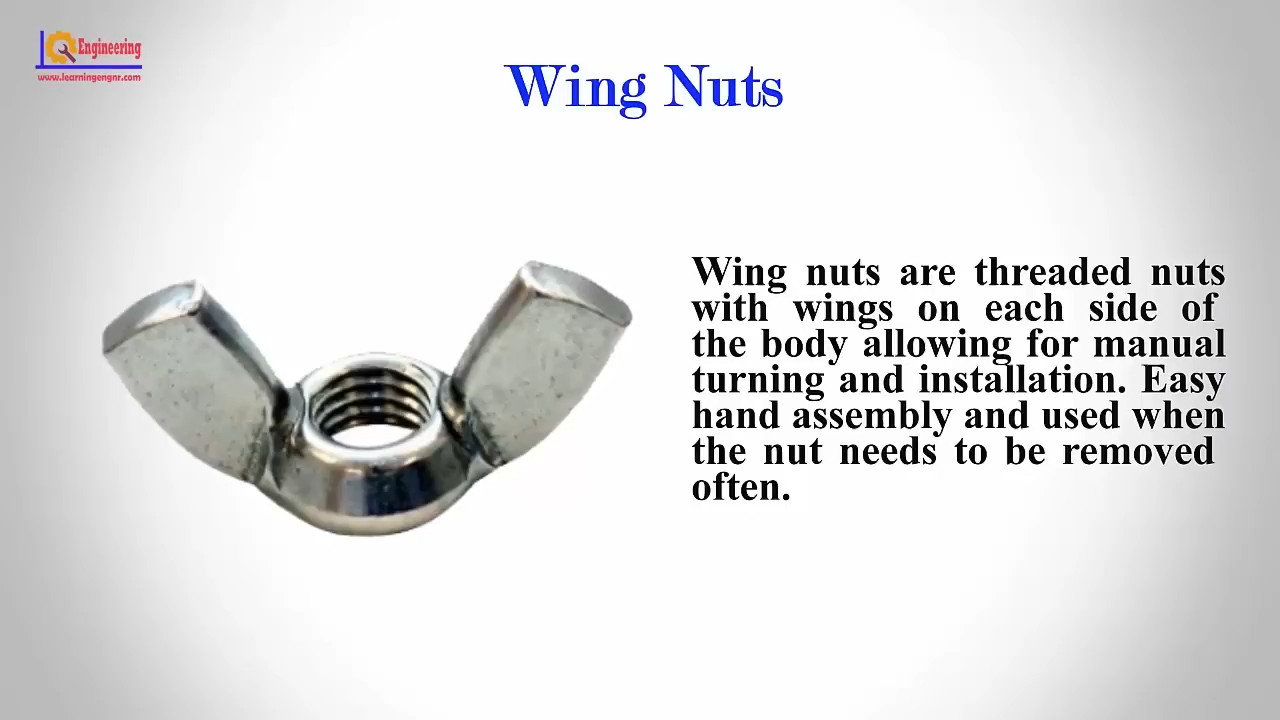 Engineering
www.learningengnr.com
Wing Nuts
Wing nuts are threaded nuts
with wings on each side of
the body allowing for manual
turning and installation. Easy
hand assembly and used when
the nut needs to be removed
often.